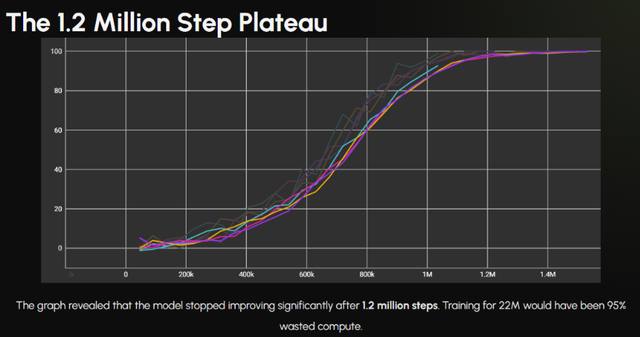 The 1.2 Million Step Plateau
100
80
60
40
20
0
0 200k 400k 600k 800k 1M 1.2M 1.4M
The graph revealed that the model stopped improving significantly after 1.2 million steps. Training for 22M would have been 95%
wasted compute.